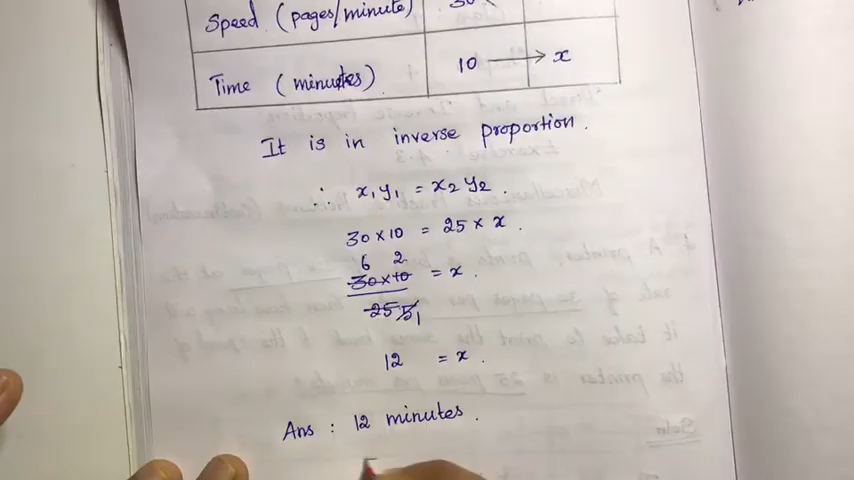 Speed (pages/minute) 30
Time (minutes) 10 → x
It is in inverse proportion.
∴ x₁y₁ = x₂y₂.
30×10 = 25 × x.
6 2
30×10 = x.
25 5 1
12 = x.
Ans : 12 minutes.